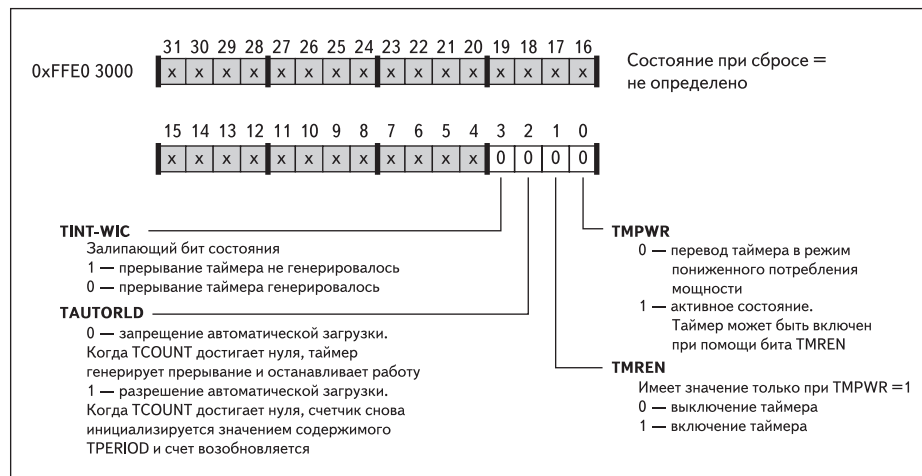 31 30 29 28 27 26 25 24 23 22 21 20 19 18 17 16
0xFFE0 3000 x x x x x x x x x x x x x x x x
Состояние при сбросе =
не определено
15 14 13 12 11 10 9 8 7 6 5 4 3 2 1 0
x x x x x x x x x x x x 0 0 0 0
TINT-WIC
Залипающий бит состояния
1 — прерывание таймера не генерировалось
0 — прерывание таймера генерировалось
TAUTORLD
0 — запрещение автоматической загрузки.
Когда TCOUNT достигает нуля, таймер
генерирует прерывание и останавливает работу
1 — разрешение автоматической загрузки.
Когда TCOUNT достигает нуля, счетчик снова
инициализируется значением содержимого
TPERIOD и счет возобновляется
TMPWR
0 — перевод таймера в режим
пониженного потребления
мощности
1 — активное состояние.
Таймер может быть включен
при помощи бита TMREN
TMREN
Имеет значение только при TMPWR =1
0 — выключение таймера
1 — включение таймера